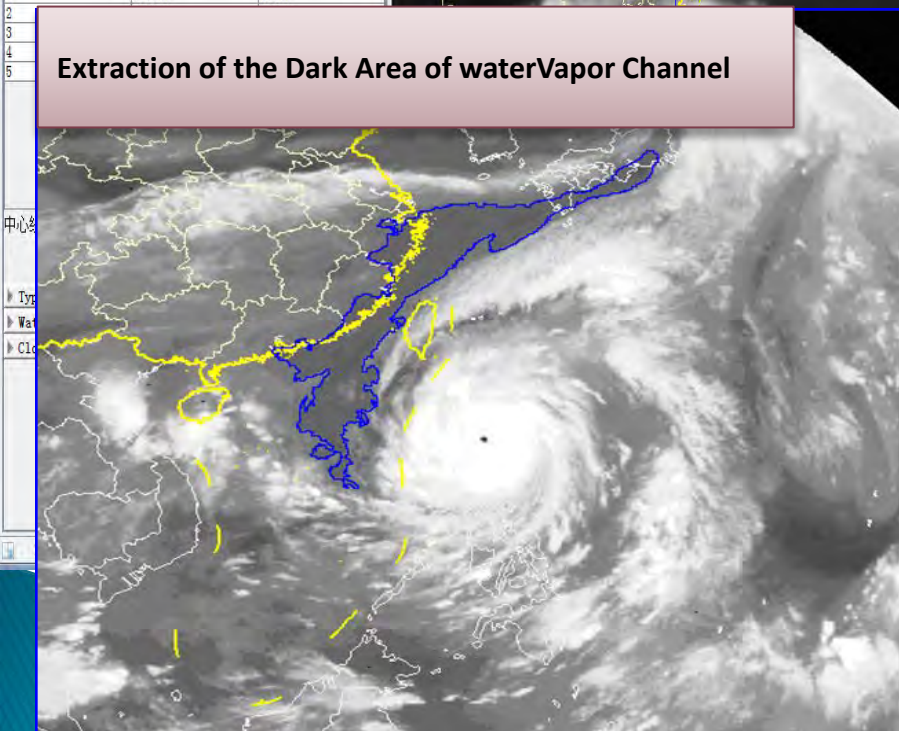 2
3
4
5
Extraction of the Dark Area of waterVapor Channel
中心
Typ
Wat
Clo